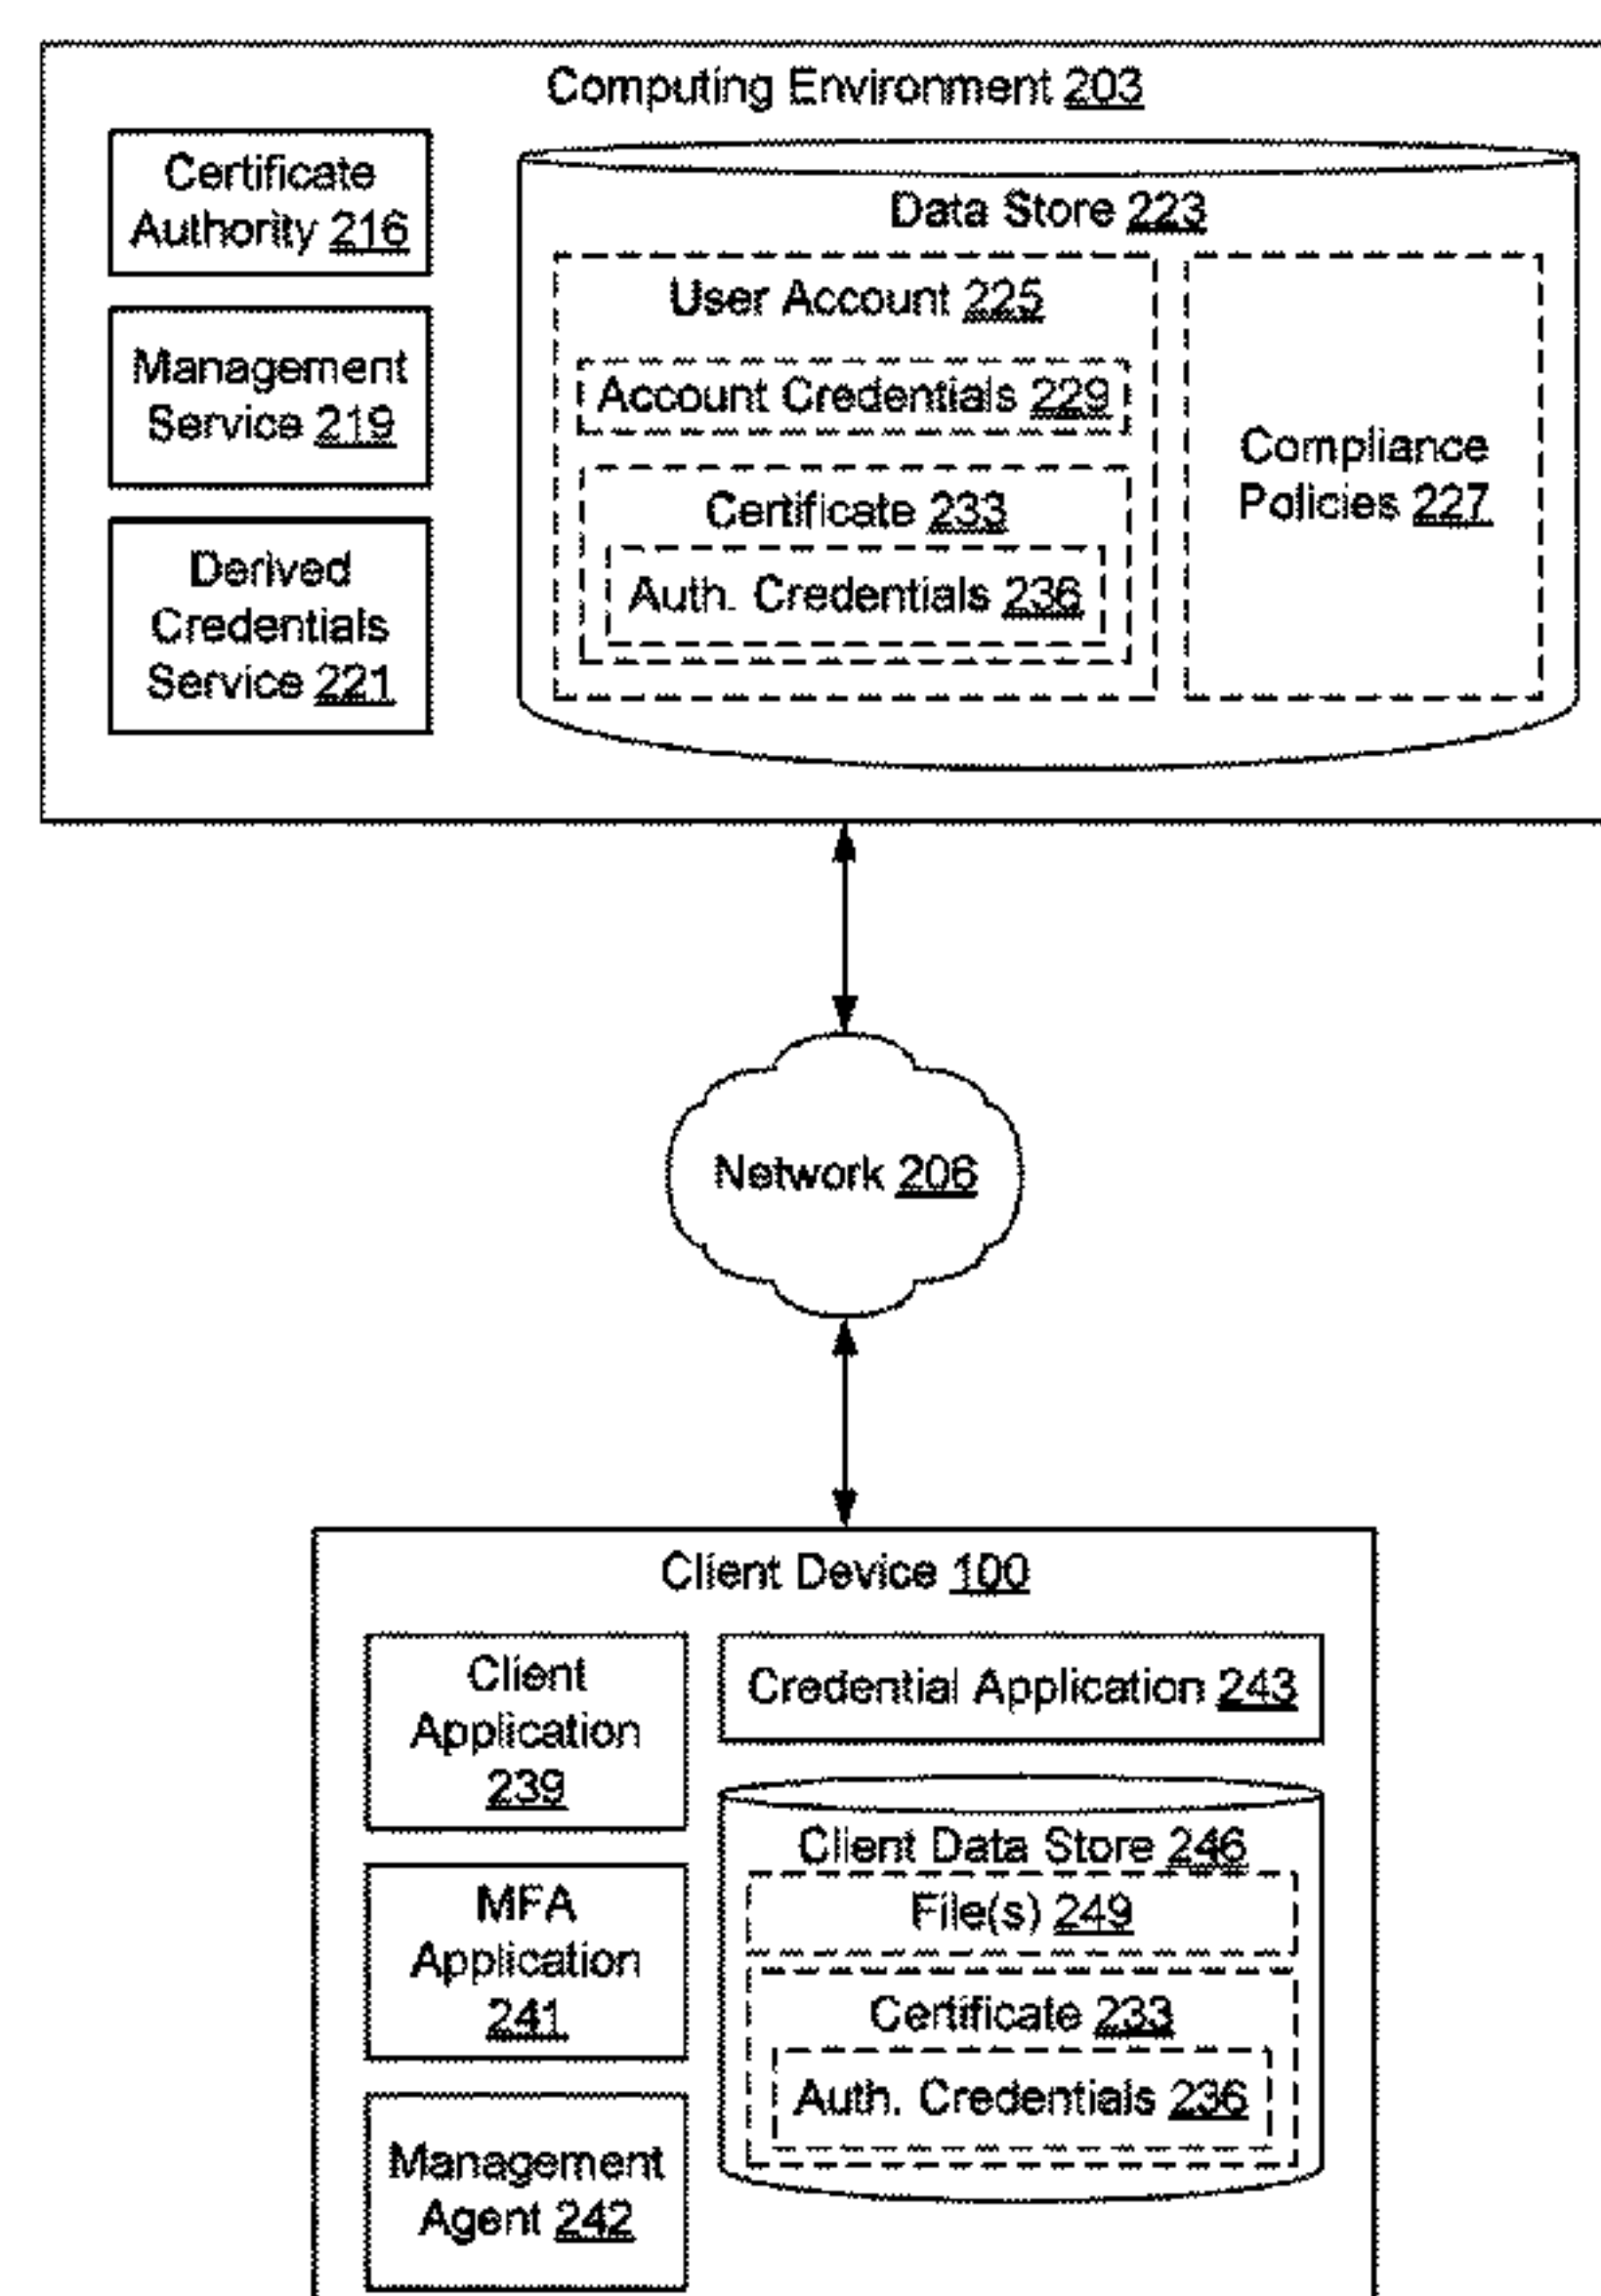 Computing Environment 203
Certificate
Authority 216
Management
Service 219
Derived
Credentials
Service 221
Data Store 223
User Account 225
Account Credentials 229
Certificate 233
Auth. Credentials 236
Compliance
Policies 227
Network 206
Client Device 100
Client
Application
239
MFA
Application
241
Management
Agent 242
Credential Application 243
Client Data Store 246
File(s) 249
Certificate 233
Auth. Credentials 236